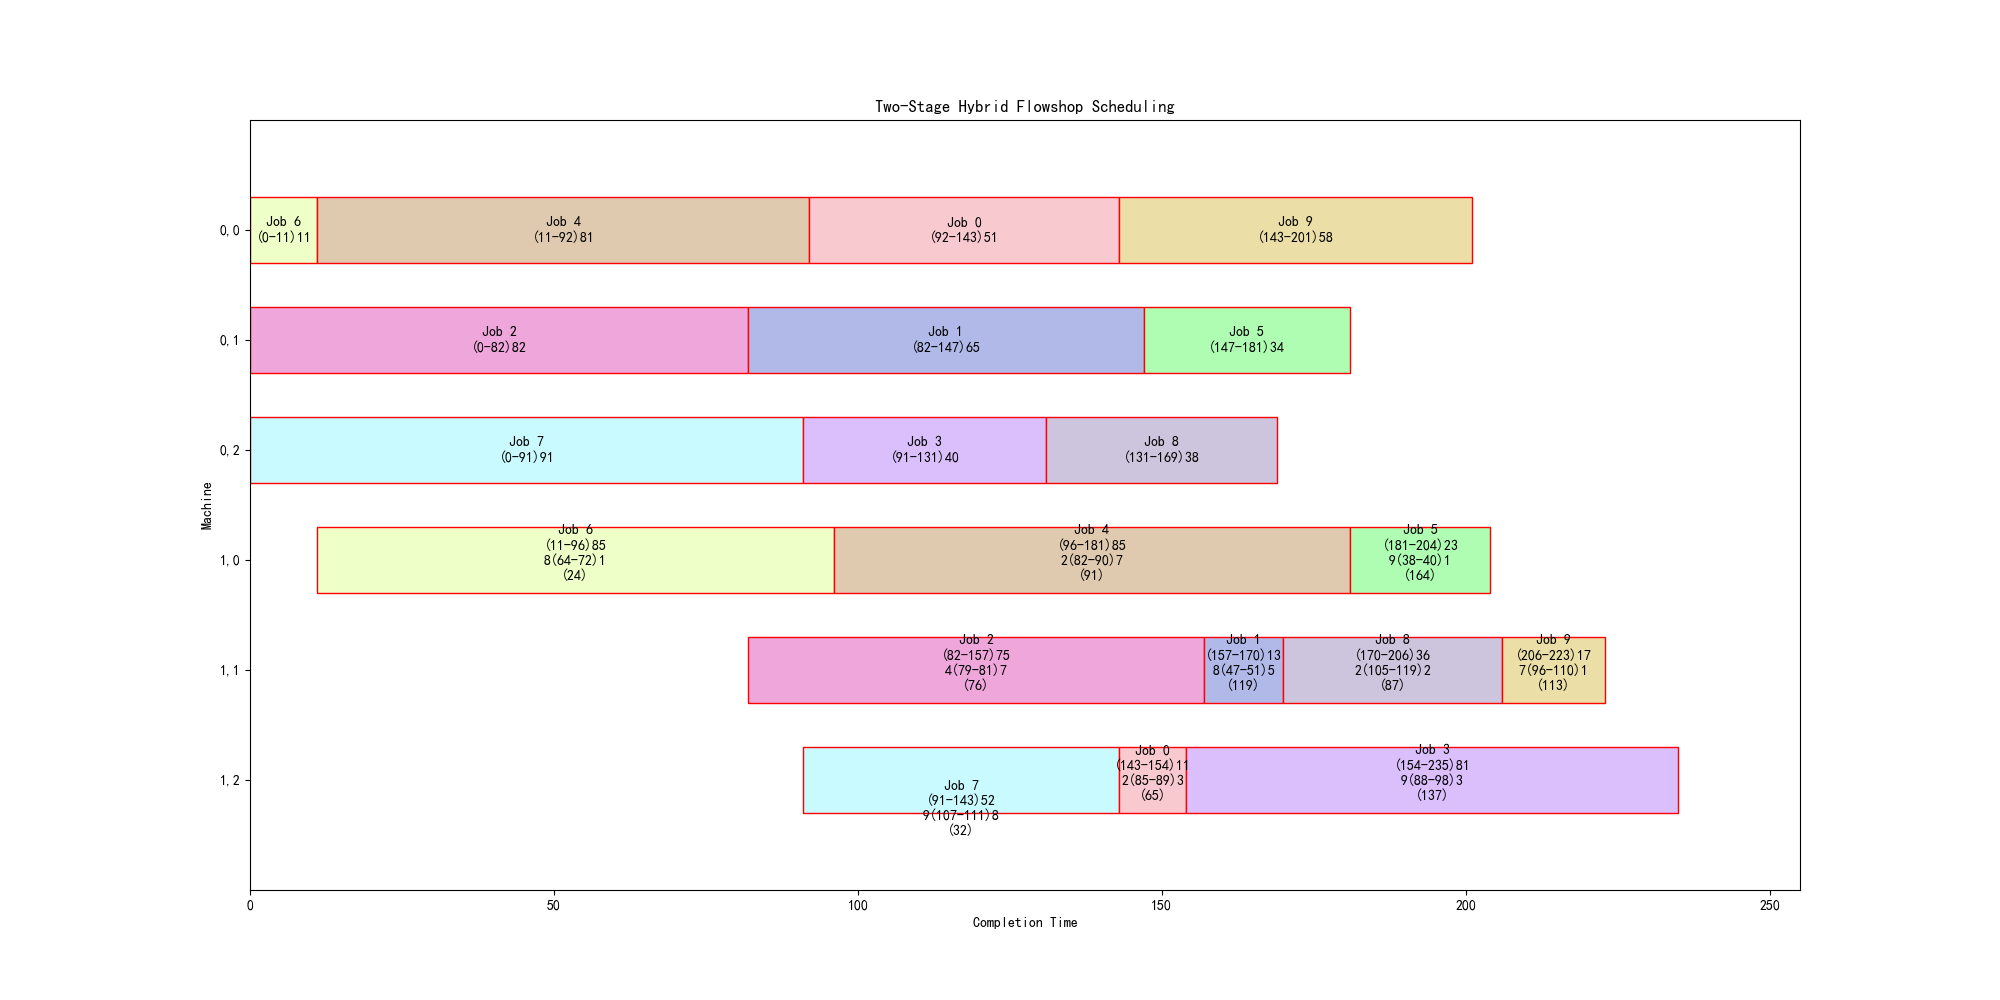 Two-Stage Hybrid Flowshop Scheduling
0,0
Job 6
(0-11)11
Job 4
(11-92)81
Job 0
(92-143)51
Job 9
(143-201)58
0,1
Job 2
(0-82)82
Job 1
(82-147)65
Job 5
(147-181)34
0,2
Job 7
(0-91)91
Job 3
(91-131)40
Job 8
(131-169)38
Machine
1,0
Job 6
(11-96)85
8(64-72)1
(24)
Job 4
(96-181)85
2(82-90)7
(91)
Job 5
(181-204)23
9(38-40)1
(164)
1,1
Job 2
(82-157)75
4(79-81)7
(76)
Job 1
(157-170)13
8(47-51)5
(119)
Job 8
(170-206)36
2(105-119)2
(87)
Job 9
(206-223)17
7(96-110)1
(113)
1,2
Job 7
(91-143)52
9(107-111)8
(32)
Job 0
(143-154)11
2(85-89)3
(65)
Job 3
(154-235)81
9(88-98)3
(137)
0
50
100
150
200
250
Completion Time